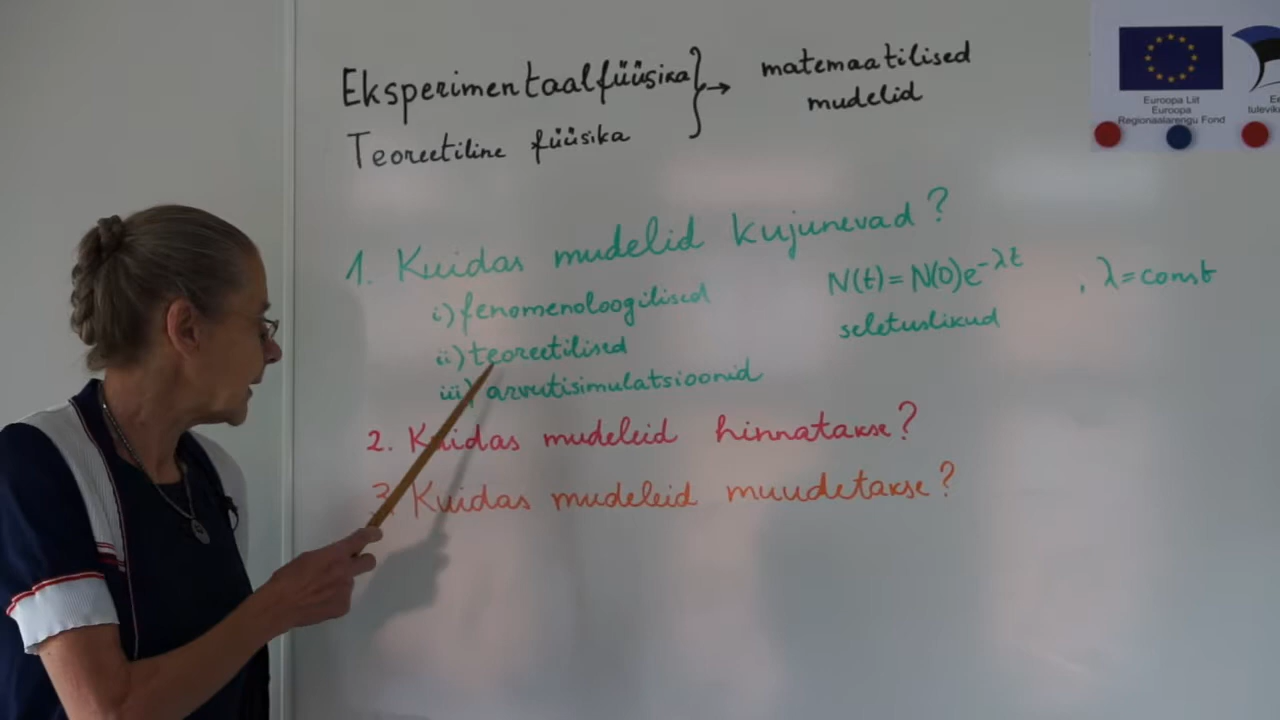 Eksperimentaalfüüsika } → matemaatilised
mudelid
Teoreetiline füüsika
1. Kuidas mudelid kujunevad?
i) fenomenoloogilised N(t) = N(0)e^{-λt} , λ = const
ii) teoreetilised seletuslikud
iii) arvutisimulatsioonid
2. Kuidas mudeleid hinnatakse?
3. Kuidas mudeleid muudetakse?
Euroopa Liit
Euroopa
Regionaalarengu Fond